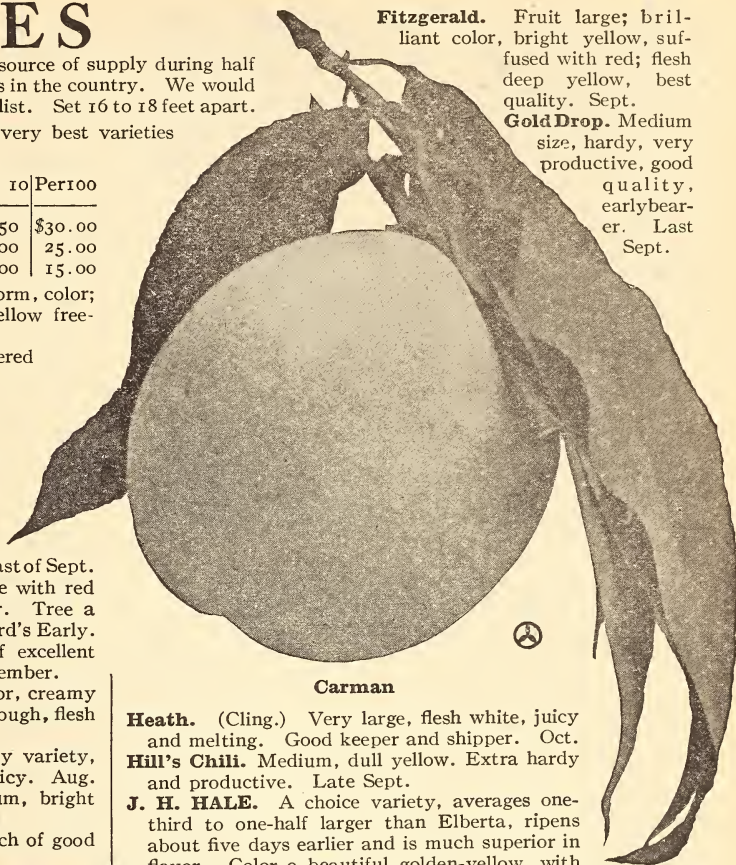 ES
source of supply during half
s in the country. We would
list. Set 16 to 18 feet apart.
very best varieties
10 Per100
50 $30.00
00 25.00
00 15.00
orm, color;
ellow free-
ered
ast of Sept.
e with red
r. Tree a
rd's Early.
f excellent
ember.
or, creamy
ough, flesh
y variety,
icy. Aug.
um, bright
ch of good
Fitzgerald. Fruit large; bril-
liant color, bright yellow, suf-
fused with red; flesh
deep yellow, best
quality. Sept.
Gold Drop. Medium
size, hardy, very
productive, good
quality,
earlybear-
er. Last
Sept.
Carman
Heath. (Cling.) Very large, flesh white, juicy
and melting. Good keeper and shipper. Oct.
Hill's Chili. Medium, dull yellow. Extra hardy
and productive. Late Sept.
J. H. HALE. A choice variety, averages one-
third to one-half larger than Elberta, ripens
about five days earlier and is much superior in
flavor. Color a beautiful golden-yellow, with